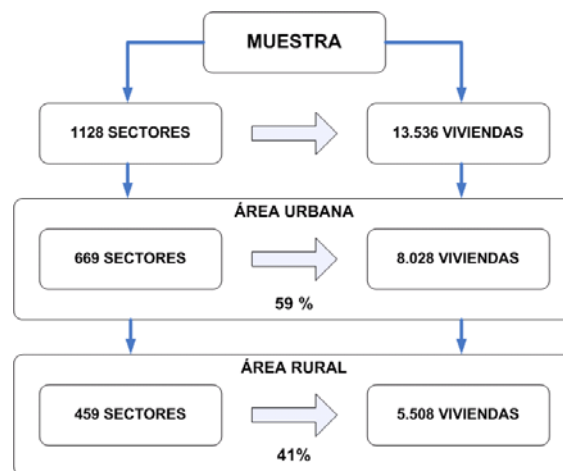 MUESTRA
1128 SECTORES
13.536 VIVIENDAS
ÁREA URBANA
669 SECTORES
8.028 VIVIENDAS
59 %
ÁREA RURAL
459 SECTORES
5.508 VIVIENDAS
41%